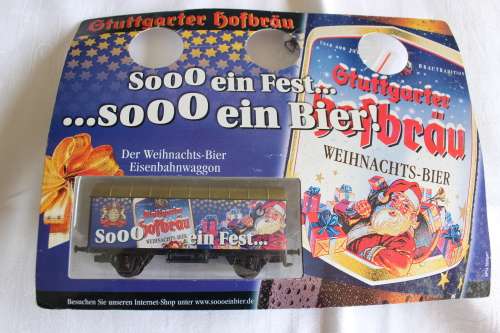 Stuttgarter Hofbräu
SoOO ein Fest...
...sOOO ein Bier!
Der Weihnachts-Bier
Eisenbahnwaggon
BRAUTRADITION
Stuttgarter
Hofbräu
WEIHNACHTS-BIER
SoOO
Stuttgarter
Hofbräu
WEIHNACHTS-BIER
ein Fest...
Besuchen Sie unseren Internet-Shop unter www.soooeinbier.de